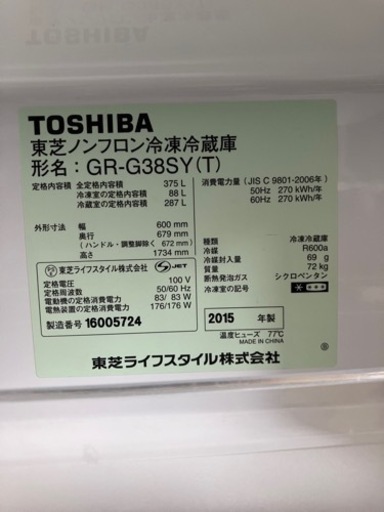 TOSHIBA
東芝ノンフロン冷凍冷蔵庫
形名：GR-G38SY(T)
定格内容積 全定格内容積 375 L
冷凍室の定格内容積 88 L
冷蔵室の定格内容積 287 L
消費電力量 (JIS C 9801-2006年)
50Hz 270 kWh/年
60Hz 270 kWh/年
外形寸法 幅 600 mm
奥行 679 mm
(ハンドル・調整脚除く 672 mm)
高さ 1734 mm
種類 冷凍冷蔵庫
冷媒 R600a
冷媒封入量 69 g
質量 72 kg
断熱発泡ガス シクロペンタン
冷凍室の記号
東芝ライフスタイル株式会社
JET
定格電圧 100 V
定格周波数 50/60 Hz
電動機の定格消費電力 83/ 83 W
電熱装置の定格消費電力 176/176 W
製造番号 16005724
2015 年製
温度ヒューズ 77℃
MADE IN CHINA
東芝ライフスタイル株式会社